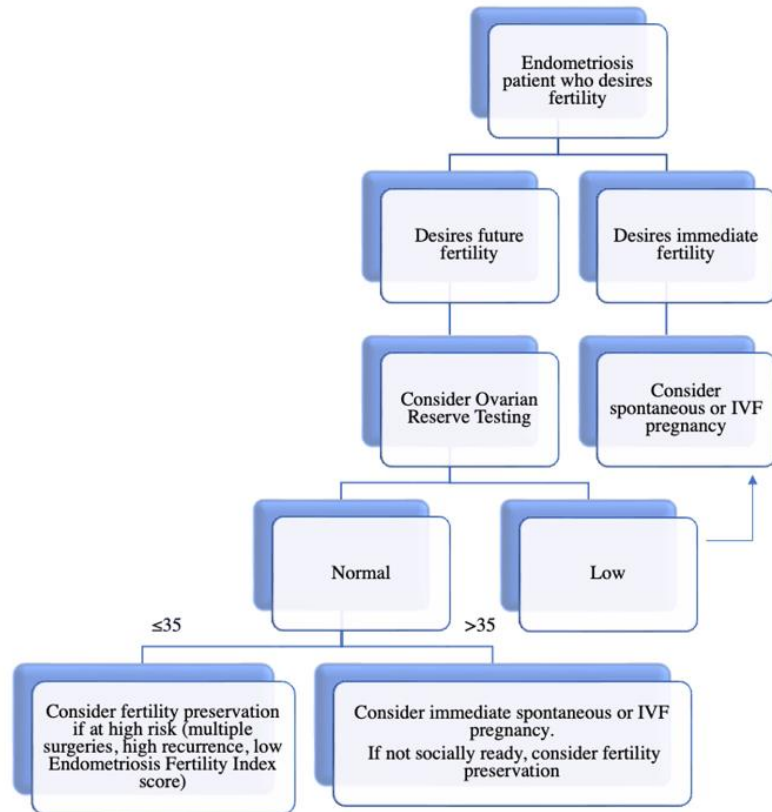 Endometriosis
patient who desires
fertility
Desires future
fertility
Desires immediate
fertility
Consider Ovarian
Reserve Testing
Consider
spontaneous or IVF
pregnancy
Normal
Low
≤35
>35
Consider fertility preservation
if at high risk (multiple
surgeries, high recurrence, low
Endometriosis Fertility Index
score)
Consider immediate spontaneous or IVF
pregnancy.
If not socially ready, consider fertility
preservation